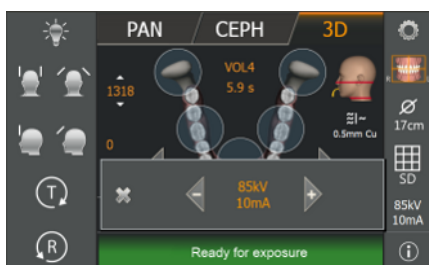 PAN
CEPH
3D
VOL4
5.9 s
1318
0
0.5mm Cu
R
17cm
SD
85kV
10mA
85kV
10mA
T
R
Ready for exposure